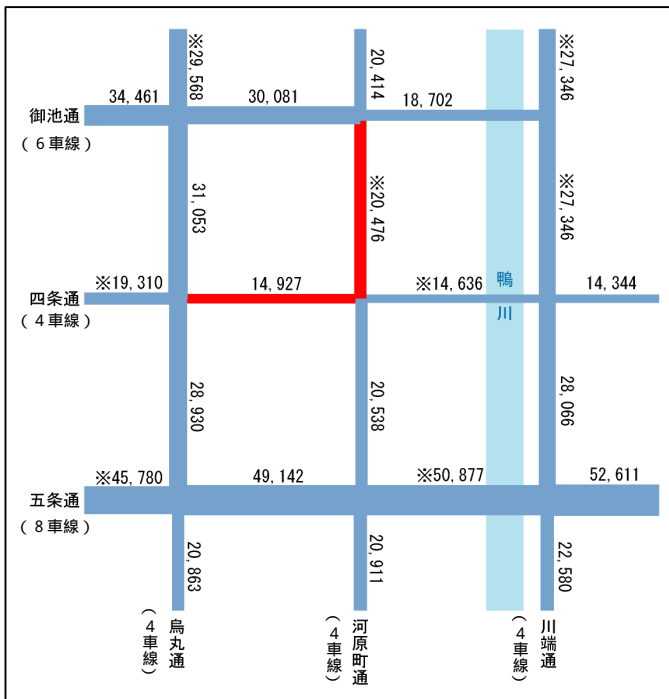 ※29,568
20,414
※27,346
34,461
30,081
18,702
御池通
(6車線)
31,053
※20,476
※27,346
※19,310
14,927
※14,636
鴨川
14,344
四条通
(4車線)
28,930
20,538
28,066
※45,780
49,142
※50,877
52,611
五条通
(8車線)
20,863
20,911
22,580
烏丸通
(4車線)
河原町通
(4車線)
川端通
(4車線)